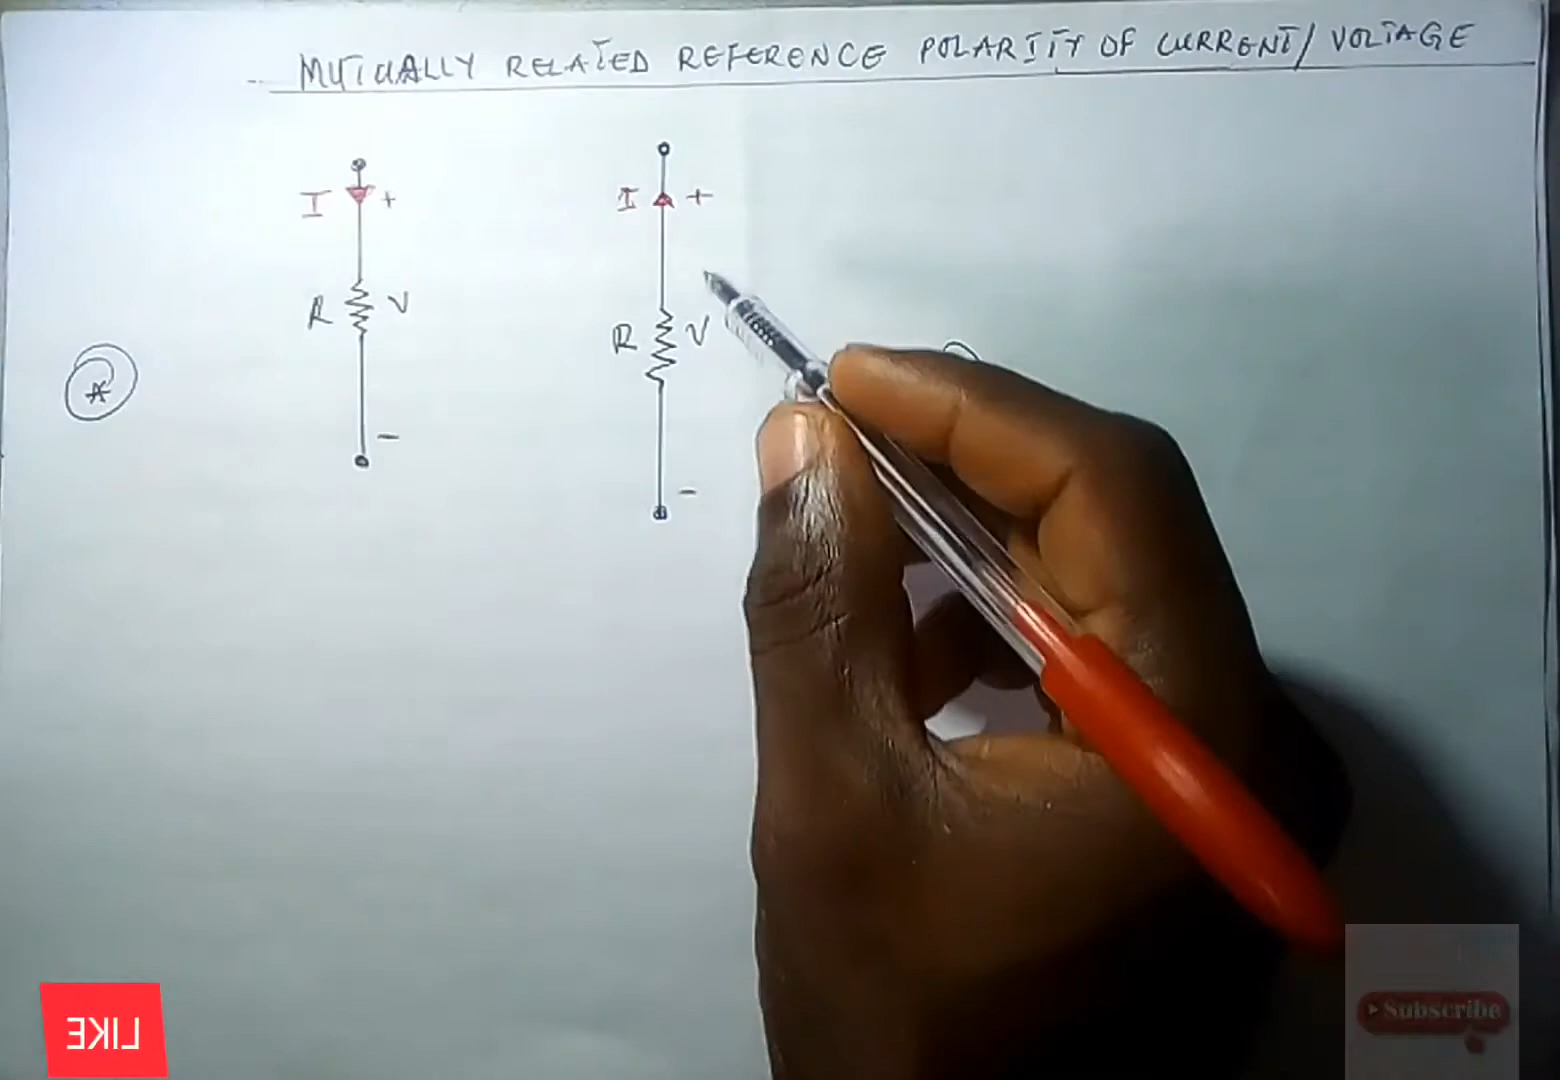 MUTUALLY RELATED REFERENCE POLARITY OF CURRENT/ VOLTAGE
I +
I +
R V
R V
A
-
-
LIKE
Subscribe